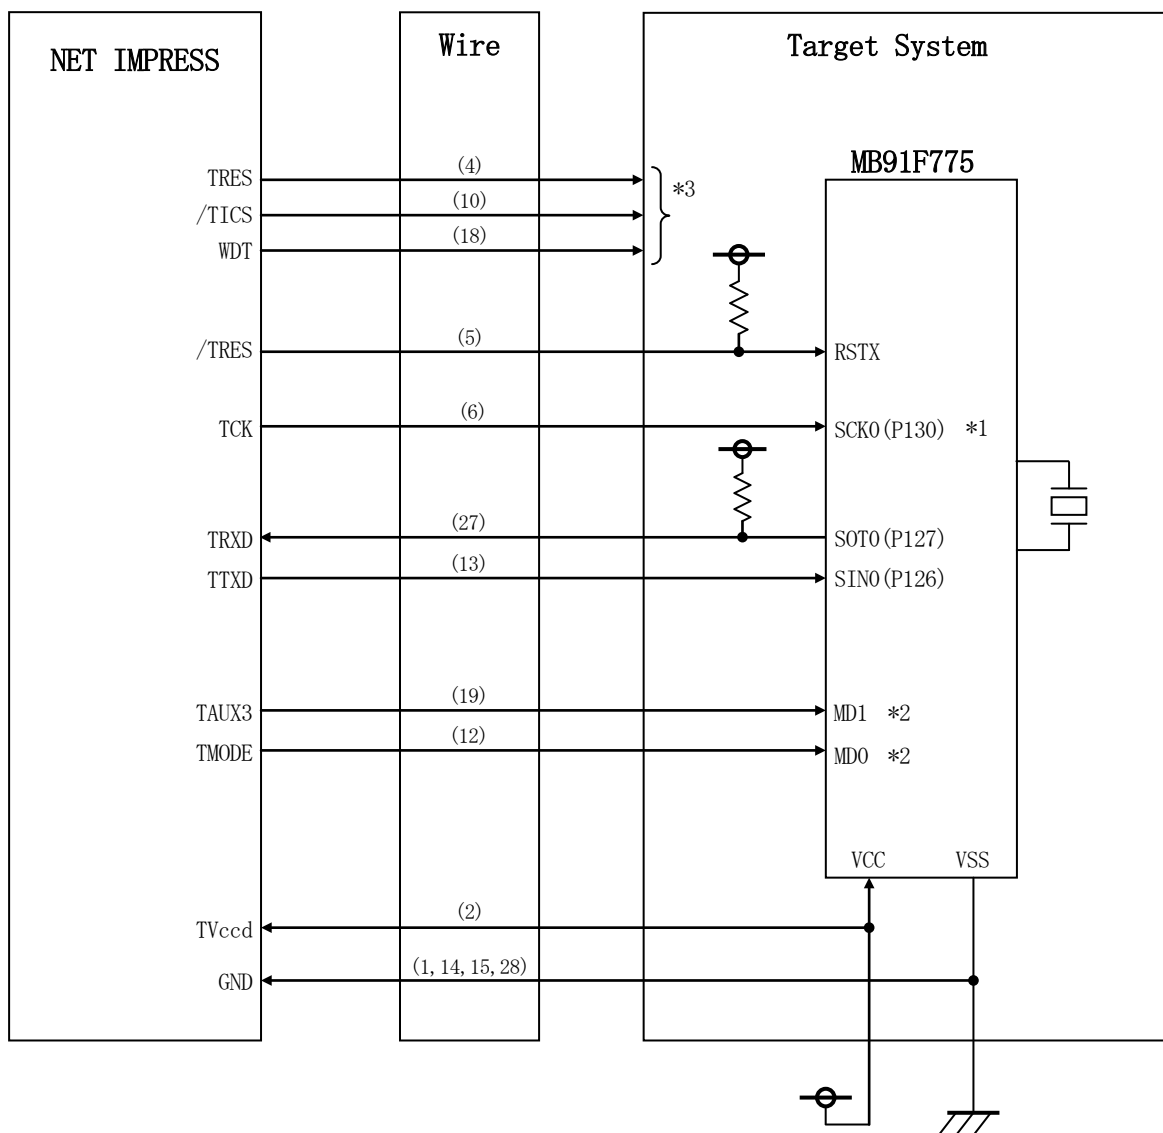 NET IMPRESS
Wire
Target System
MB91F775
TRES
(4)
*3
/TICS
(10)
WDT
(18)
/TRES
(5)
RSTX
TCK
(6)
SCK0(P130) *1
TRXD
(27)
SOT0(P127)
TTXD
(13)
SIN0(P126)
TAUX3
(19)
MD1 *2
TMODE
(12)
MD0 *2
VCC
VSS
TVccd
(2)
GND
(1,14,15,28)